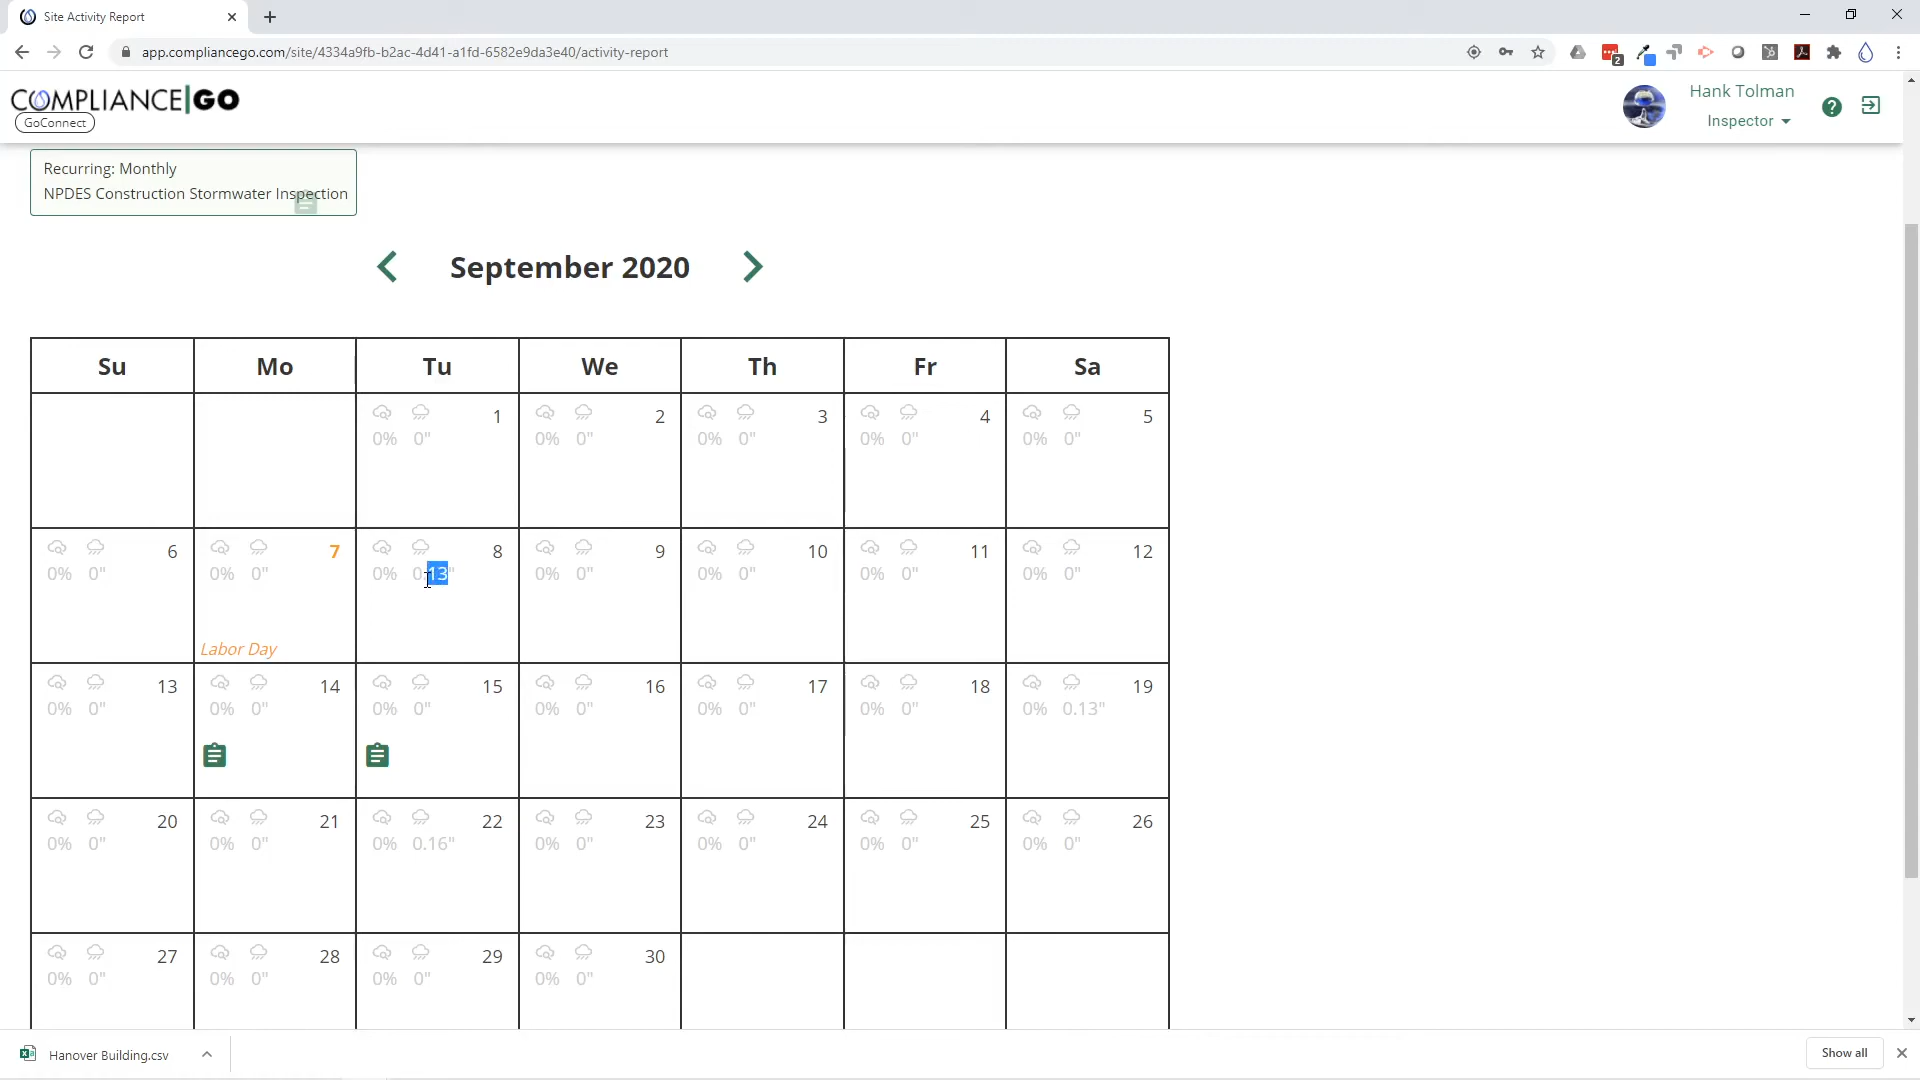 Site Activity Report
app.compliancego.com/site/4334a9fb-b2ac-4d41-a1fd-6582e9da3e40/activity-report
2
COMPLIANCE|GO
GoConnect
Hank Tolman
Inspector
?
Recurring: Monthly
NPDES Construction Stormwater Inspection
September 2020
Su Mo Tu We Th Fr Sa
1 2 3 4 5
0% 0" 0% 0" 0% 0" 0% 0" 0% 0"
6 7 8 9 10 11 12
0% 0" 0% 0" 0% 0.13" 0% 0" 0% 0" 0% 0" 0% 0"
Labor Day
13 14 15 16 17 18 19
0% 0" 0% 0" 0% 0" 0% 0" 0% 0" 0% 0" 0% 0.13"
20 21 22 23 24 25 26
0% 0" 0% 0" 0% 0.16" 0% 0" 0% 0" 0% 0" 0% 0"
27 28 29 30
0% 0" 0% 0" 0% 0" 0% 0"
Hanover Building.csv
Show all